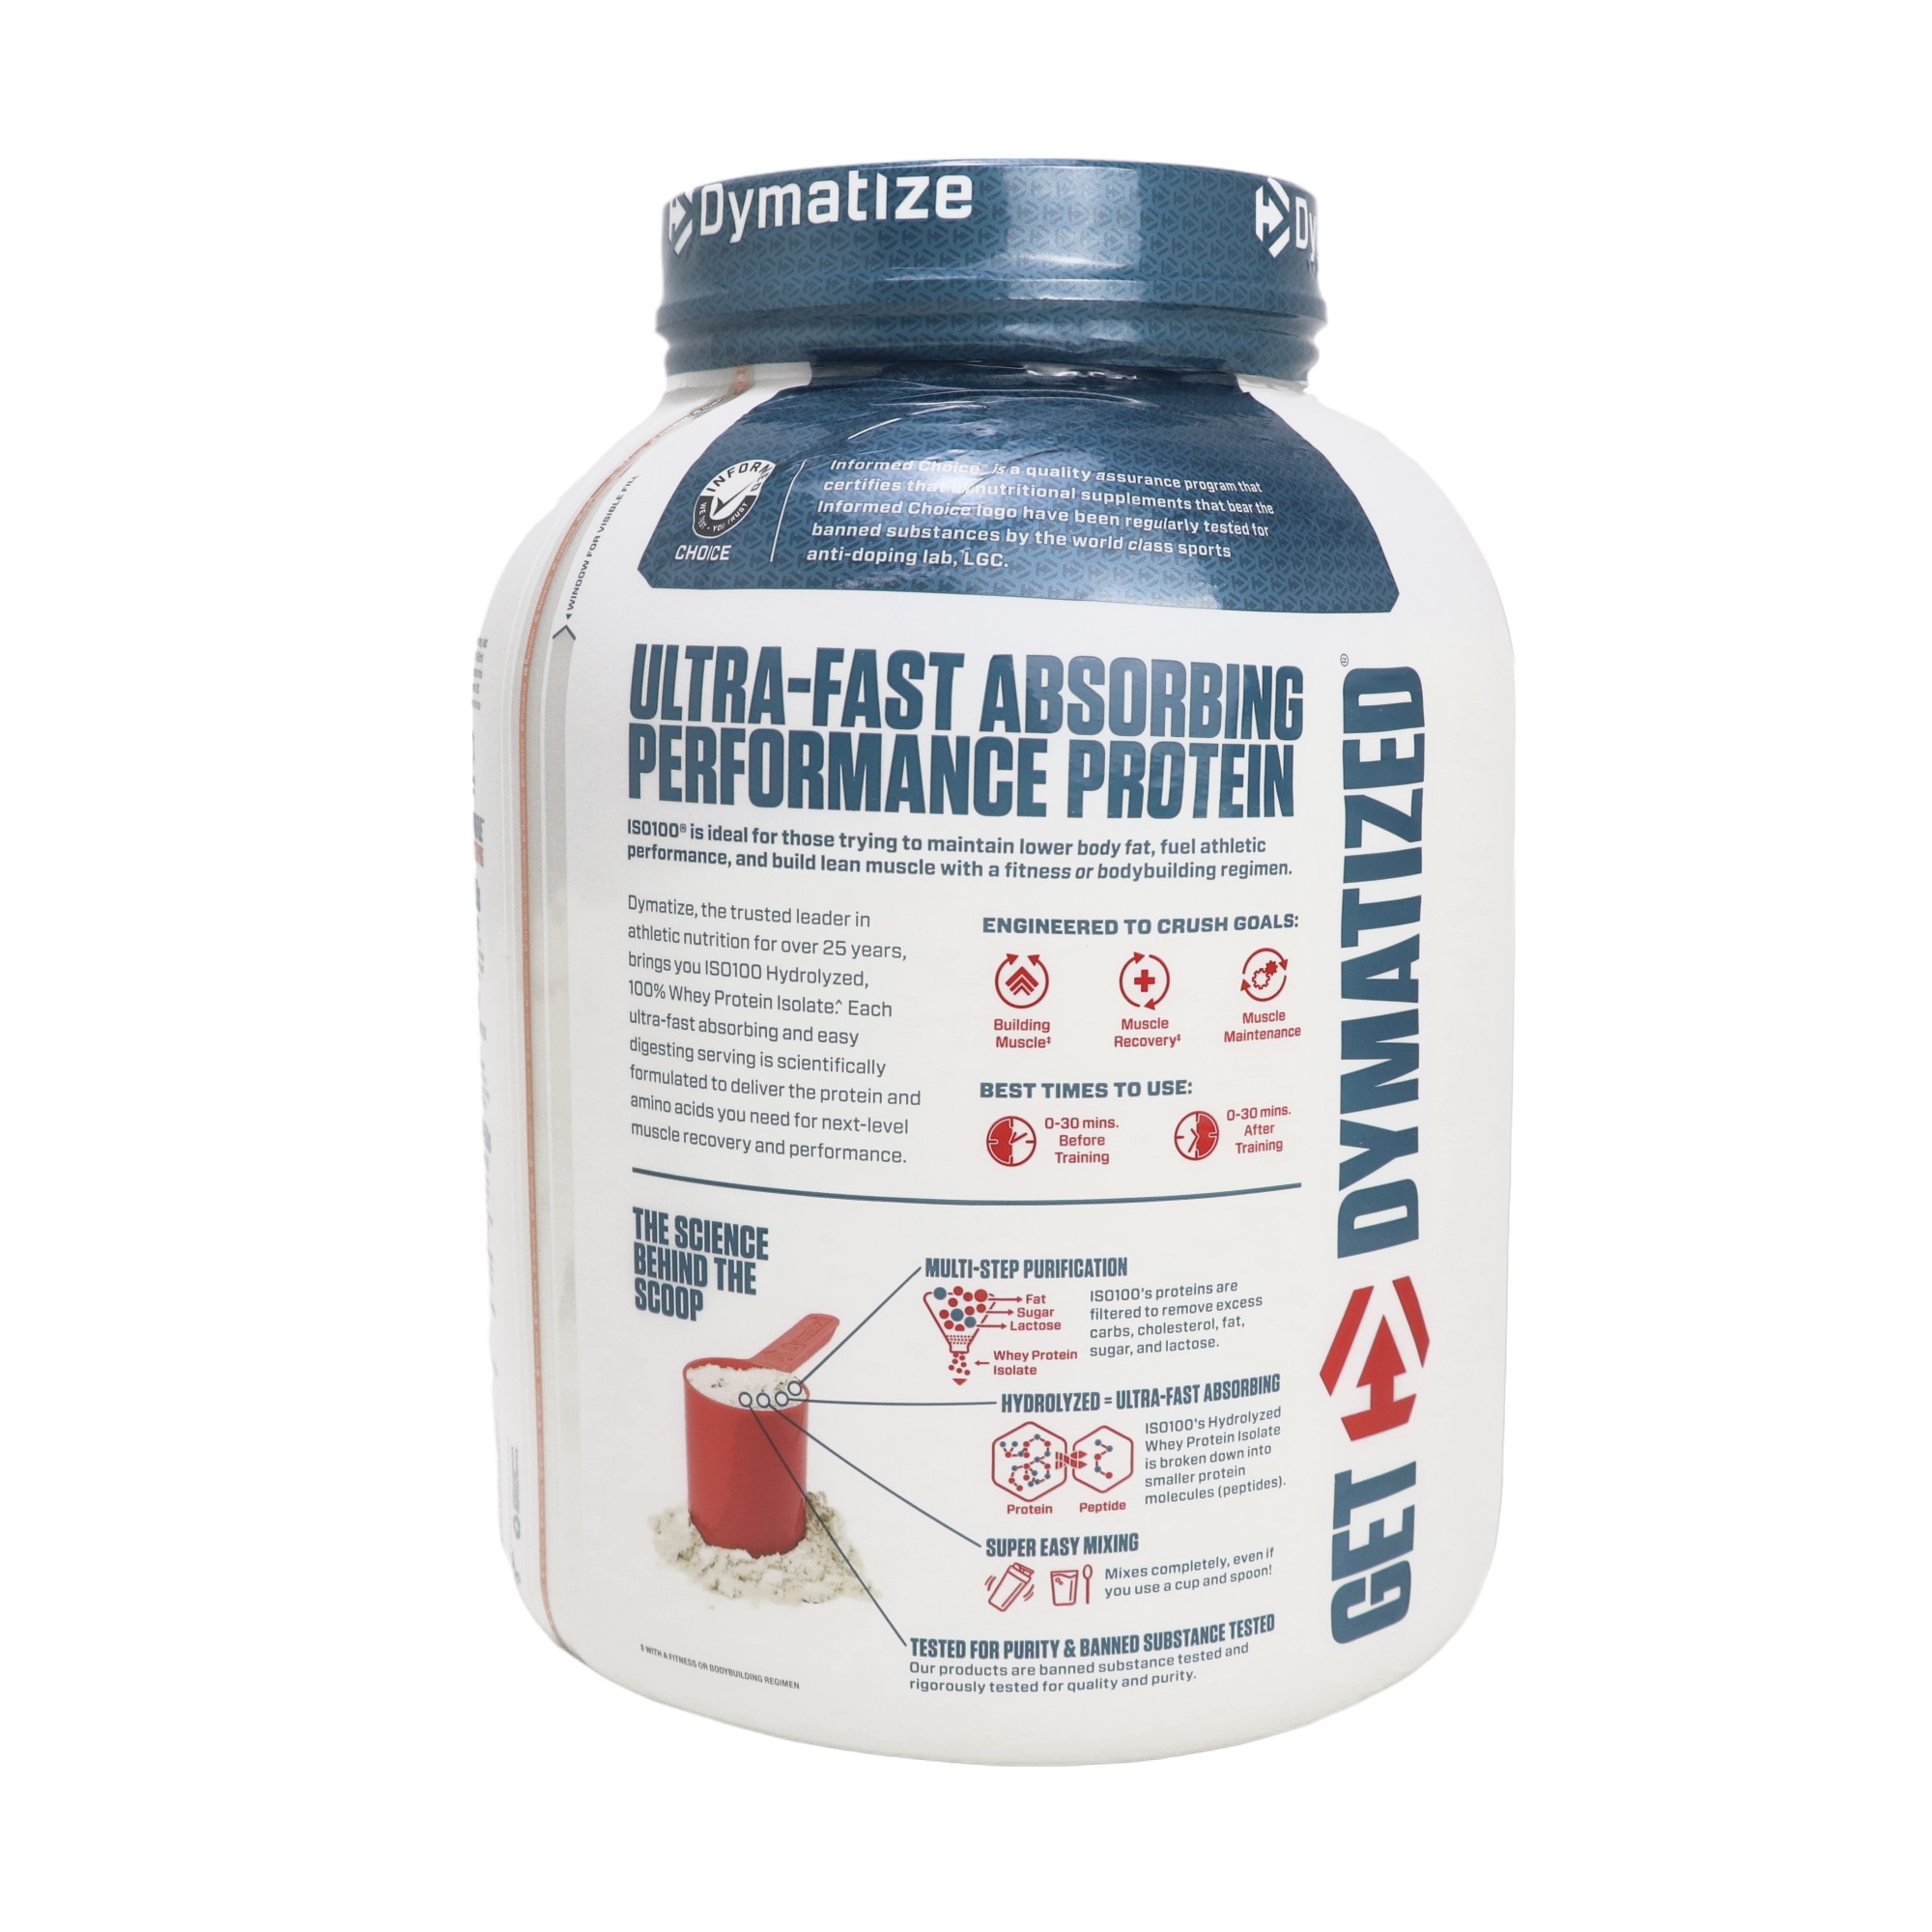 Dymatize
Dy
INFORMED
WE TEST • YOU TRUST
CHOICE
Informed Choice is a quality assurance program that
certifies that all nutritional supplements that bear the
Informed Choice logo have been regularly tested for
banned substances by the world class sports
anti-doping lab, LGC.
WINDOW FOR VISIBLE FILL
ULTRA-FAST ABSORBING
PERFORMANCE PROTEIN
ISO100® is ideal for those trying to maintain lower body fat, fuel athletic
performance, and build lean muscle with a fitness or bodybuilding regimen.
Dymatize, the trusted leader in
athletic nutrition for over 25 years,
brings you ISO100 Hydrolyzed,
100% Whey Protein Isolate.^ Each
ultra-fast absorbing and easy
digesting serving is scientifically
formulated to deliver the protein and
amino acids you need for next-level
muscle recovery and performance.
ENGINEERED TO CRUSH GOALS:
Building
Muscle‡
Muscle
Recovery‡
Muscle
Maintenance
BEST TIMES TO USE:
0-30 mins.
Before
Training
0-30 mins.
After
Training
THE SCIENCE
BEHIND THE
SCOOP
MULTI-STEP PURIFICATION
Fat
Sugar
Lactose
Whey Protein
Isolate
ISO100's proteins are
filtered to remove excess
carbs, cholesterol, fat,
sugar, and lactose.
HYDROLYZED = ULTRA-FAST ABSORBING
Protein
Peptide
ISO100's Hydrolyzed
Whey Protein Isolate
is broken down into
smaller protein
molecules (peptides).
SUPER EASY MIXING
Mixes completely, even if
you use a cup and spoon!
TESTED FOR PURITY & BANNED SUBSTANCE TESTED
Our products are banned substance tested and
rigorously tested for quality and purity.
‡ WITH A FITNESS OR BODYBUILDING REGIMEN
GET DYMATIZED®